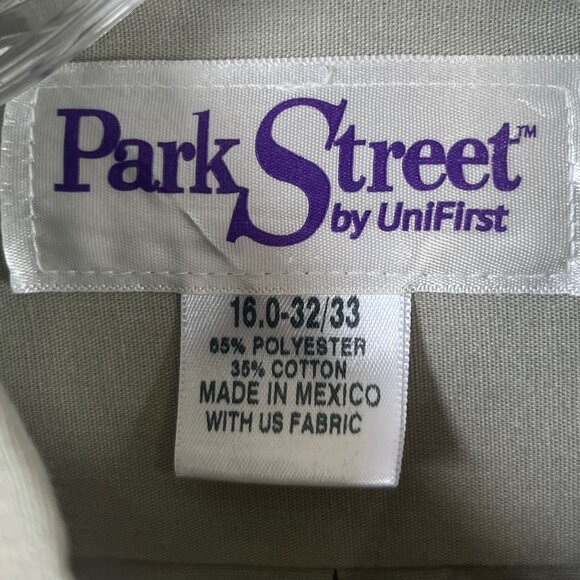 Park Street™
by UniFirst
16.0-32/33
65% POLYESTER
35% COTTON
MADE IN MEXICO
WITH US FABRIC